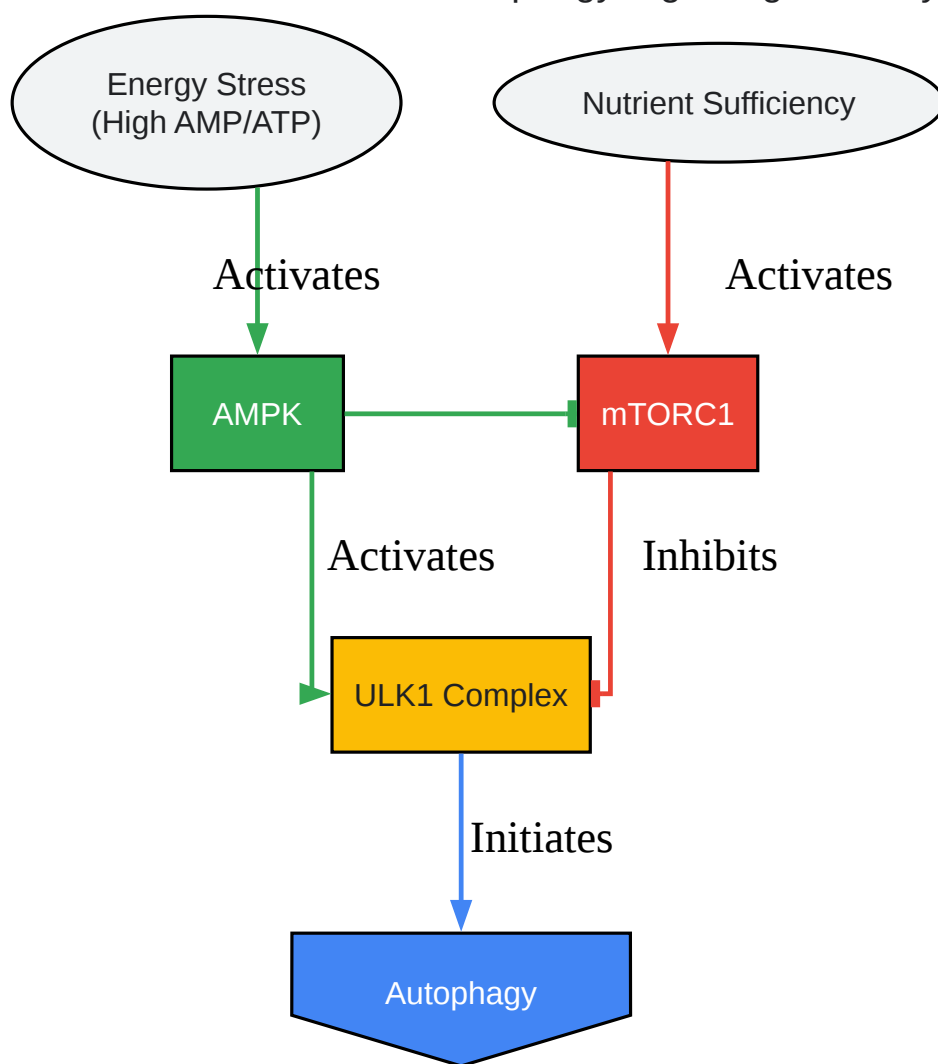 Energy Stress
(High AMP/ATP)
Nutrient Sufficiency
Activates
Activates
AMPK
mTORC1
Activates
Inhibits
ULK1 Complex
Initiates
Autophagy